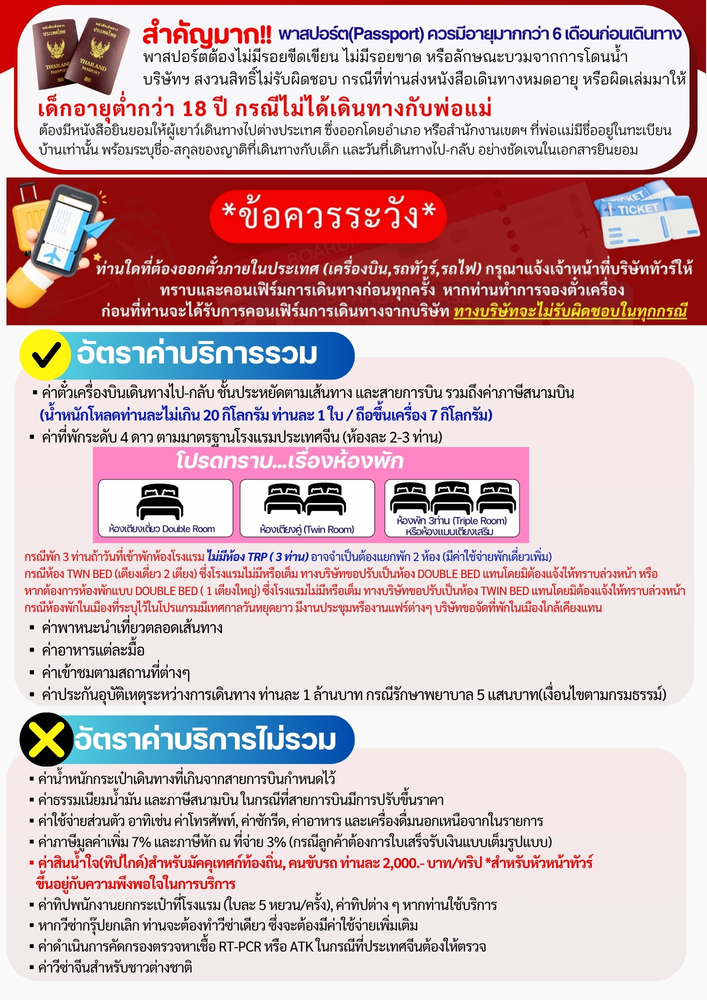 หนังสือเดินทาง
ประเทศไทย
THAILAND
PASSPORT
หนังสือเดินทาง
ประเทศไทย
THAILAND
PASSPORT
สำคัญมาก!! พาสปอร์ต(Passport) ควรมีอายุมากกว่า 6 เดือนก่อนเดินทาง
พาสปอร์ตต้องไม่มีรอยขีดเขียน ไม่มีรอยขาด หรือลักษณะบวมจากการโดนน้ำ
บริษัทฯ สงวนสิทธิ์ไม่รับผิดชอบ กรณีที่ท่านส่งหนังสือเดินทางหมดอายุ หรือผิดเล่มมาให้
เด็กอายุต่ำกว่า 18 ปี กรณีไม่ได้เดินทางกับพ่อแม่
ต้องมีหนังสือยินยอมให้ผู้เยาว์เดินทางไปต่างประเทศ ซึ่งออกโดยอำเภอ หรือสำนักงานเขตฯ ที่พ่อแม่มีชื่ออยู่ในทะเบียน
บ้านเท่านั้น พร้อมระบุชื่อ-สกุลของญาติที่เดินทางกับเด็ก และวันที่เดินทางไป-กลับ อย่างชัดเจนในเอกสารยินยอม
*ข้อควรระวัง*
TICKET
TICKET
BOARDING
ท่านใดที่ต้องออกตั๋วภายในประเทศ (เครื่องบิน,รถทัวร์,รถไฟ) กรุณาแจ้งเจ้าหน้าที่บริษัททัวร์ให้
ทราบและคอนเฟิร์มการเดินทางก่อนทุกครั้ง หากท่านทำการจองตั๋วเครื่อง
BOARDING PASS
ก่อนที่ท่านจะได้รับการคอนเฟิร์มการเดินทางจากบริษัท ทางบริษัทจะไม่รับผิดชอบในทุกกรณี
อัตราค่าบริการรวม
▪ ค่าตั๋วเครื่องบินเดินทางไป-กลับ ชั้นประหยัดตามเส้นทาง และสายการบิน รวมถึงค่าภาษีสนามบิน
(น้ำหนักโหลดท่านละไม่เกิน 20 กิโลกรัม ท่านละ 1 ใบ / ถือขึ้นเครื่อง 7 กิโลกรัม)
▪ ค่าที่พักระดับ 4 ดาว ตามมาตรฐานโรงแรมประเทศจีน (ห้องละ 2-3 ท่าน)
โปรดทราบ...เรื่องห้องพัก
ห้องเตียงเดี่ยว Double Room
ห้องเตียงคู่ (Twin Room)
ห้องพัก 3ท่าน (Triple Room)
หรือห้องแบบเตียงเสริม
กรณีพัก 3 ท่านถ้าวันที่เข้าพักห้องโรงแรม ไม่มีห้อง TRP ( 3 ท่าน) อาจจำเป็นต้องแยกพัก 2 ห้อง (มีค่าใช้จ่ายพักเดี่ยวเพิ่ม)
กรณีห้อง TWN BED (เตียงเดี่ยว 2 เตียง) ซึ่งโรงแรมไม่มีหรือเต็ม ทางบริษัทขอปรับเป็นห้อง DOUBLE BED แทนโดยมิต้องแจ้งให้ทราบล่วงหน้า หรือ
หากต้องการห้องพักแบบ DOUBLE BED ( 1 เตียงใหญ่) ซึ่งโรงแรมไม่มีหรือเต็ม ทางบริษัทขอปรับเป็นห้อง TWIN BED แทนโดยมิต้องแจ้งให้ทราบล่วงหน้า
กรณีห้องพักในเมืองที่ระบุไว้ในโปรแกรมมีเทศกาลวันหยุดยาว มีงานประชุมหรืองานแฟร์ต่างๆ บริษัทขอจัดที่พักในเมืองใกล้เคียงแทน
▪ ค่าพาหนะนำเที่ยวตลอดเส้นทาง
▪ ค่าอาหารแต่ละมื้อ
▪ ค่าเข้าชมตามสถานที่ต่างๆ
▪ ค่าประกันอุบัติเหตุระหว่างการเดินทาง ท่านละ 1 ล้านบาท กรณีรักษาพยาบาล 5 แสนบาท(เงื่อนไขตามกรมธรรม์)
อัตราค่าบริการไม่รวม
▪ ค่าน้ำหนักกระเป๋าเดินทางที่เกินจากสายการบินกำหนดไว้
▪ ค่าธรรมเนียมน้ำมัน และภาษีสนามบิน ในกรณีที่สายการบินมีการปรับขึ้นราคา
▪ ค่าใช้จ่ายส่วนตัว อาทิเช่น ค่าโทรศัพท์, ค่าซักรีด, ค่าอาหาร และเครื่องดื่มนอกเหนือจากในรายการ
▪ ค่าภาษีมูลค่าเพิ่ม 7% และภาษีหัก ณ ที่จ่าย 3% (กรณีลูกค้าต้องการใบเสร็จรับเงินแบบเต็มรูปแบบ)
▪ ค่าสินน้ำใจ(ทิปไกด์)สำหรับมัคคุเทศก์ท้องถิ่น, คนขับรถ ท่านละ 2,000.- บาท/ทริป *สำหรับหัวหน้าทัวร์
ขึ้นอยู่กับความพึงพอใจในการบริการ
▪ ค่าทิปพนักงานยกกระเป๋าที่โรงแรม (ใบละ 5 หยวน/ครั้ง), ค่าทิปต่าง ๆ หากท่านใช้บริการ
▪ หากวีซ่ากรุ๊ปยกเลิก ท่านจะต้องทำวีซ่าเดียว ซึ่งจะต้องมีค่าใช้จ่ายเพิ่มเติม
▪ ค่าดำเนินการคัดกรองตรวจหาเชื้อ RT-PCR หรือ ATK ในกรณีที่ประเทศจีนต้องให้ตรวจ
▪ ค่าวีซ่าจีนสำหรับชาวต่างชาติ